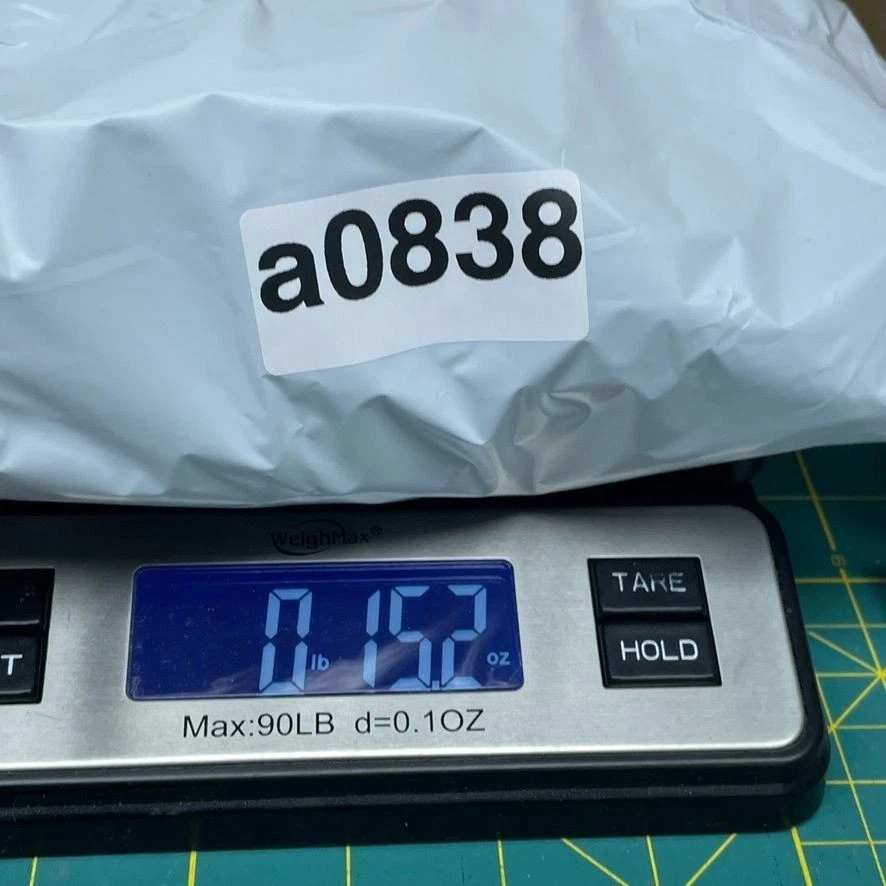 a0838
WeighMax®
0 lb 15.2 oz
TARE
HOLD
T
Max:90LB d=0.1OZ